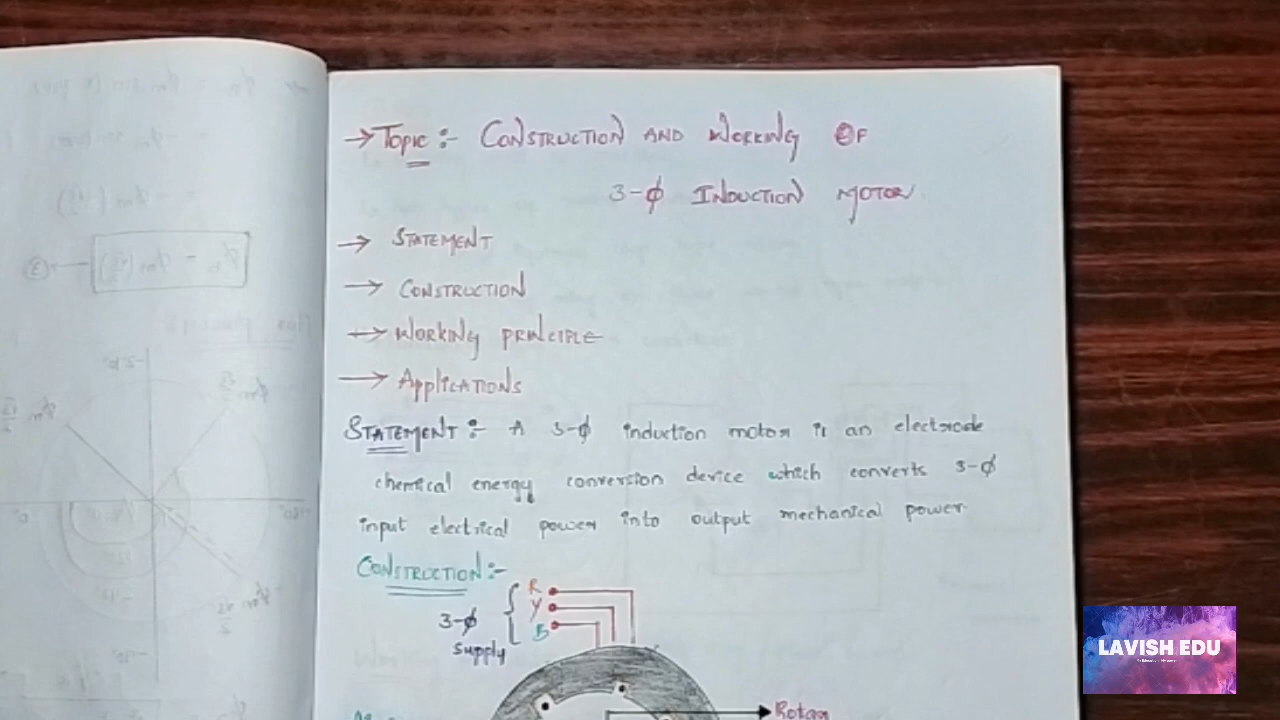 → Topic :- CONSTRUCTION AND WORKING OF
3-ϕ INDUCTION MOTOR
→ STATEMENT
→ CONSTRUCTION
→ WORKING PRINCIPLE
→ APPLICATIONS
STATEMENT :- A 3-ϕ induction motor is an electrode
chemical energy conversion device which converts 3-ϕ
input electrical power into output mechanical power.
CONSTRUCTION :-
R
Y
B
3-ϕ
Supply
Rotor
LAVISH EDU